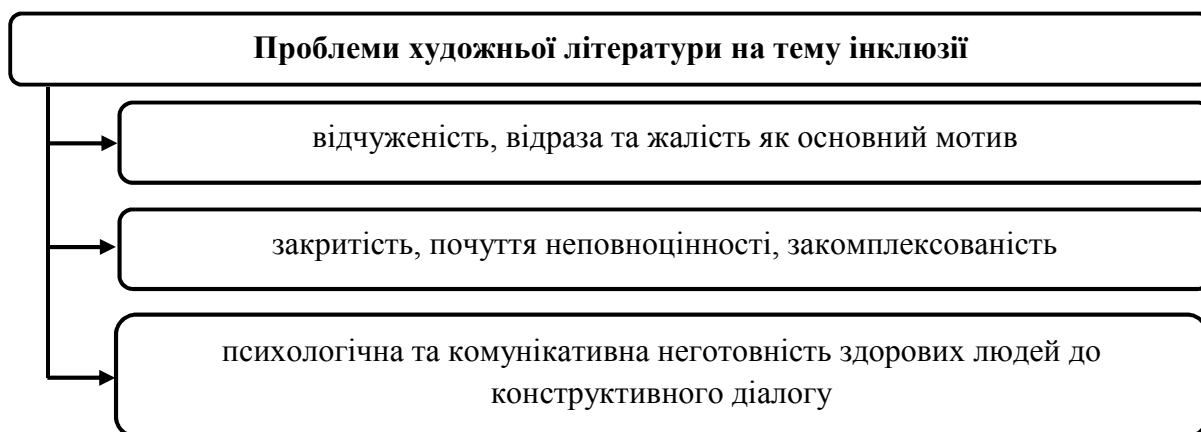 Проблеми художньої літератури на тему інклюзії
відчуженість, відраза та жалість як основний мотив
закритість, почуття неповноцінності, закомплексованість
психологічна та комунікативна неготовність здорових людей до
конструктивного діалогу